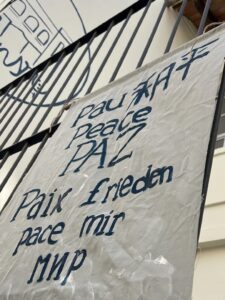 pau 和平
Peace
PAZ
Paix frieden
pace mir
мир